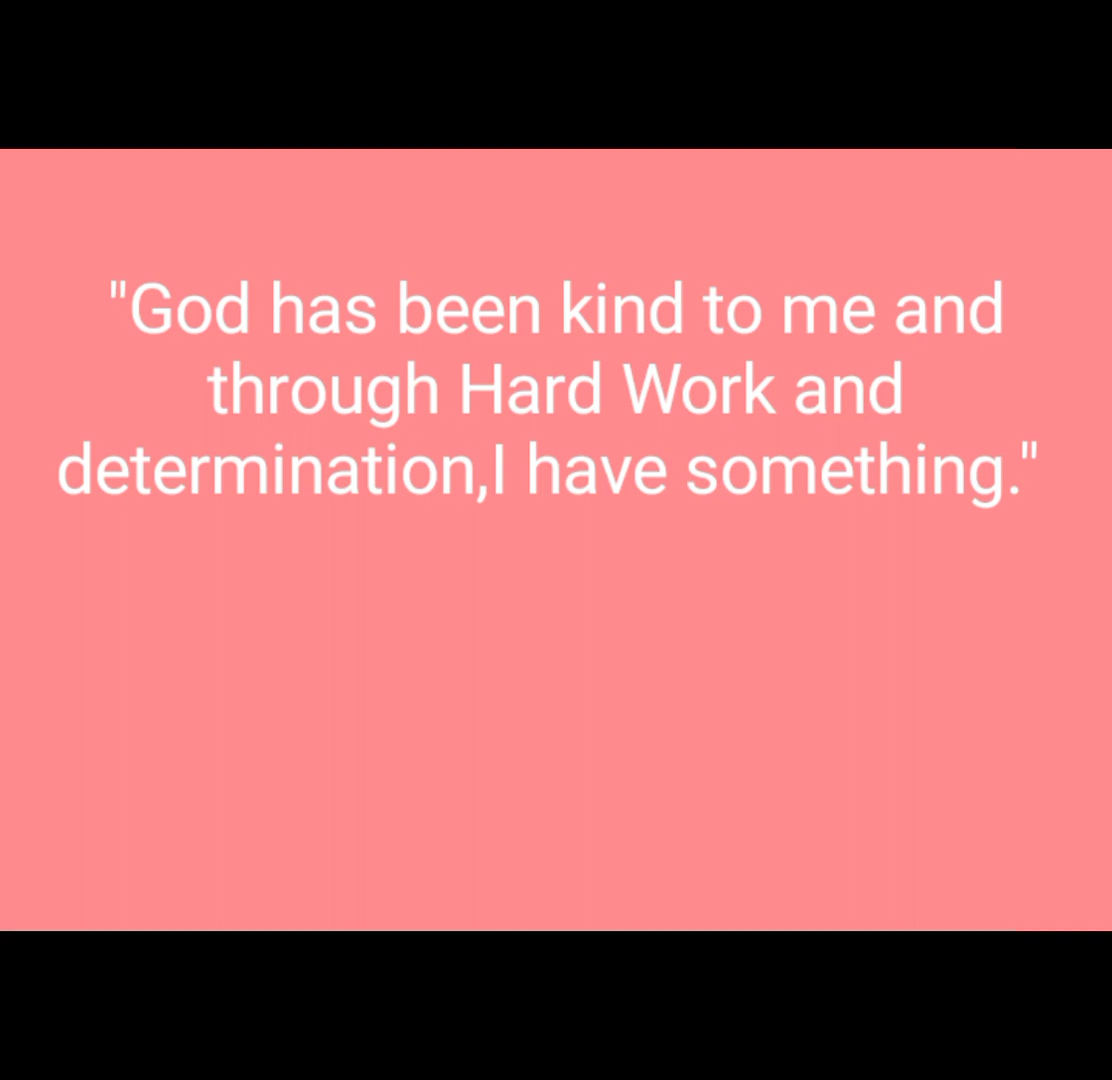 "God has been kind to me and
through Hard Work and
determination,I have something."